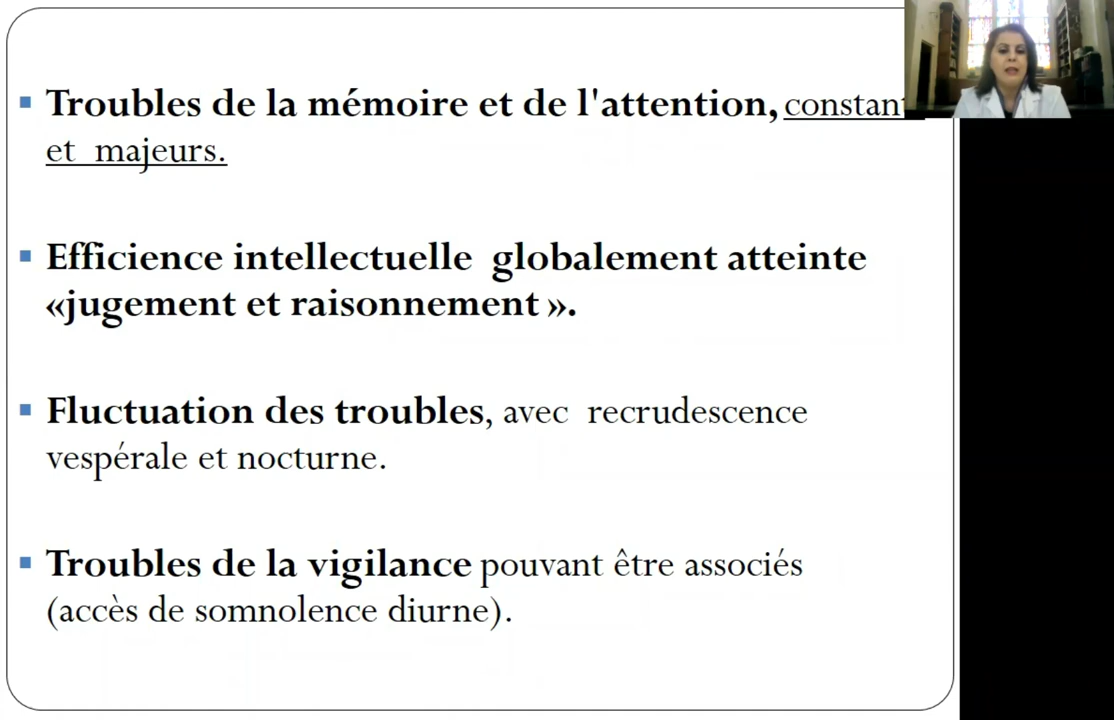 ▪ Troubles de la mémoire et de l'attention, constant
et majeurs.
▪ Efficience intellectuelle globalement atteinte
«jugement et raisonnement ».
▪ Fluctuation des troubles, avec recrudescence
vespérale et nocturne.
▪ Troubles de la vigilance pouvant être associés
(accès de somnolence diurne).